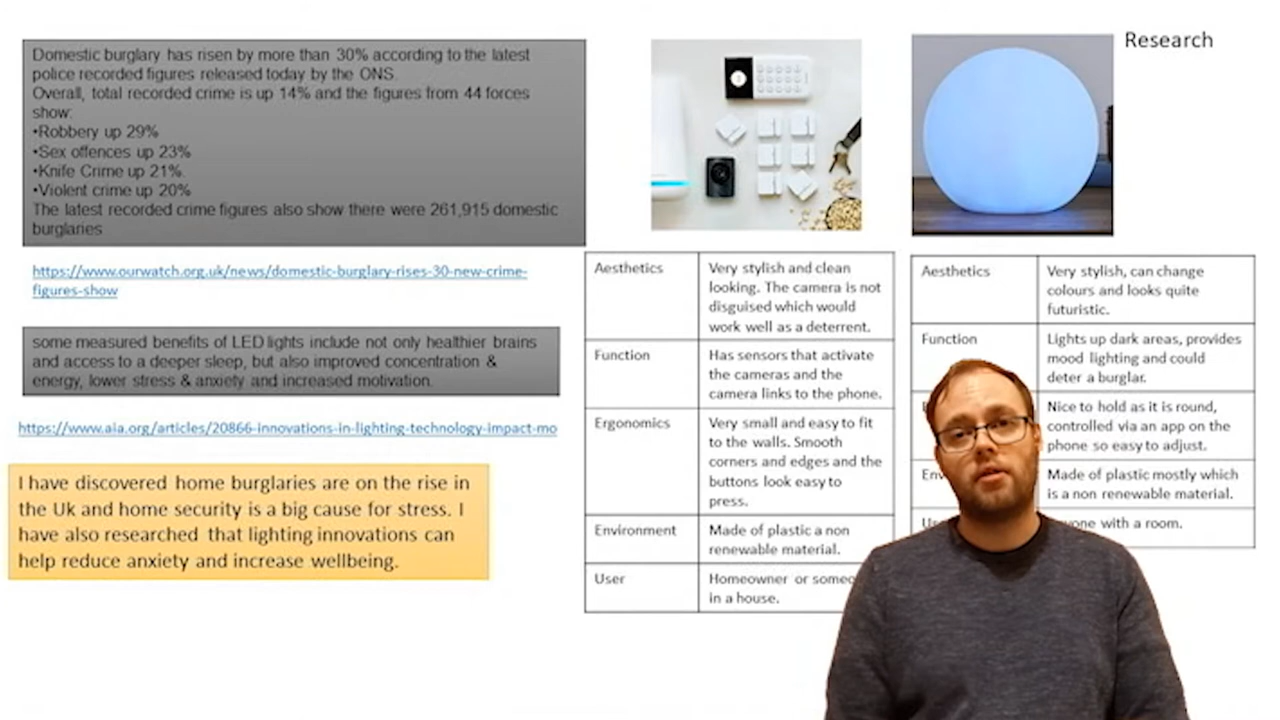 Research
Domestic burglary has risen by more than 30% according to the latest
police recorded figures released today by the ONS.
Overall, total recorded crime is up 14% and the figures from 44 forces
show:
•Robbery up 29%
•Sex offences up 23%
•Knife Crime up 21%.
•Violent crime up 20%
The latest recorded crime figures also show there were 261,915 domestic
burglaries
https://www.ourwatch.org.uk/news/domestic-burglary-rises-30-new-crime-
figures-show
some measured benefits of LED lights include not only healthier brains
and access to a deeper sleep, but also improved concentration &
energy, lower stress & anxiety and increased motivation.
https://www.aia.org/articles/20866-innovations-in-lighting-technology-impact-mo
I have discovered home burglaries are on the rise in
the Uk and home security is a big cause for stress. I
have also researched that lighting innovations can
help reduce anxiety and increase wellbeing.
Aesthetics
Very stylish and clean
looking. The camera is not
disguised which would
work well as a deterrent.
Function
Has sensors that activate
the cameras and the
camera links to the phone.
Ergonomics
Very small and easy to fit
to the walls. Smooth
corners and edges and the
buttons look easy to
press.
Environment
Made of plastic a non
renewable material.
User
Homeowner or
in a house.
Aesthetics
Very stylish, can change
colours and looks quite
futuristic.
Function
Lights up dark areas, provides
mood lighting and could
deter a burglar.
Nice to hold as it is round,
controlled via an app on the
phone so easy to adjust.
Made of plastic mostly which
is a non renewable material.
with a room.